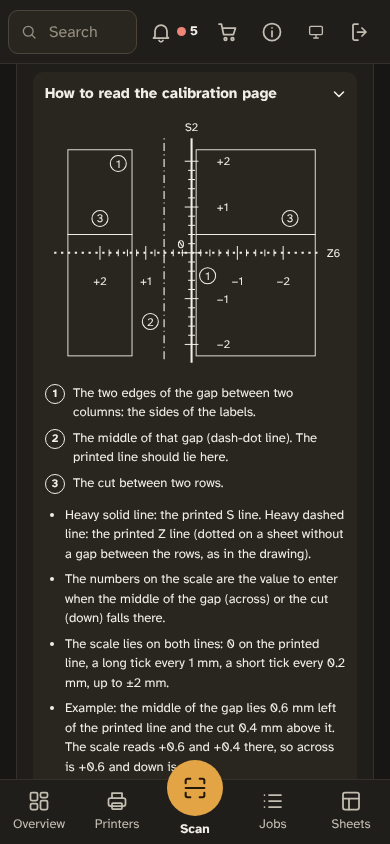 Search
5
How to read the calibration page
S2
1
+2
3
+1
3
0
Z6
+2
+1
1
−1
−2
−1
2
−2
1 The two edges of the gap between two
columns: the sides of the labels.
2 The middle of that gap (dash-dot line). The
printed line should lie here.
3 The cut between two rows.
• Heavy solid line: the printed S line. Heavy dashed
line: the printed Z line (dotted on a sheet without
a gap between the rows, as in the drawing).
• The numbers on the scale are the value to enter
when the middle of the gap (across) or the cut
(down) falls there.
• The scale lies on both lines: 0 on the printed
line, a long tick every 1 mm, a short tick every 0.2
mm, up to ±2 mm.
• Example: the middle of the gap lies 0.6 mm left
of the printed line and the cut 0.4 mm above it.
The scale reads +0.6 and +0.4 there, so across
is +0.6 and down is
Overview
Printers
Scan
Jobs
Sheets